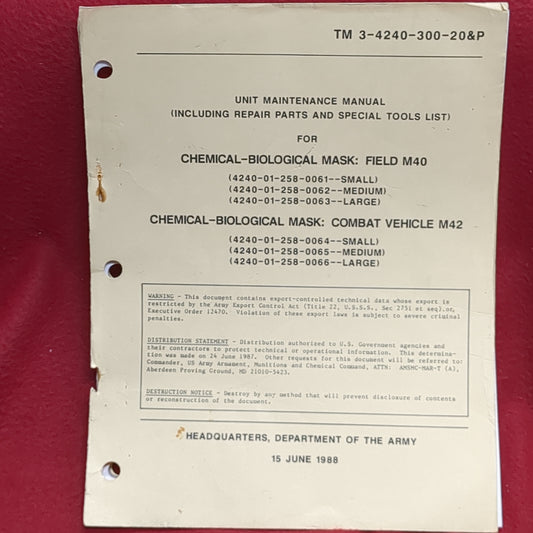 TM 3-4240-300-20&P
UNIT MAINTENANCE MANUAL
(INCLUDING REPAIR PARTS AND SPECIAL TOOLS LIST)
FOR
CHEMICAL-BIOLOGICAL MASK: FIELD M40
(4240-01-258-0061--SMALL)
(4240-01-258-0062--MEDIUM)
(4240-01-258-0063--LARGE)
CHEMICAL-BIOLOGICAL MASK: COMBAT VEHICLE M42
(4240-01-258-0064--SMALL)
(4240-01-258-0065--MEDIUM)
(4240-01-258-0066--LARGE)
WARNING - This document contains export-controlled technical data whose export is
restricted by the Army Export Control Act (Title 22, U.S.S.S., Sec 2751 et seq).or,
Executive Order 12470. Violation of these export laws is subject to severe criminal
penalties.
DISTRIBUTION STATEMENT - Distribution authorized to U.S. Government agencies and
their contractors to protect technical or operational information. This determina-
tion was made on 24 June 1987. Other requests for this document will be referred to:
Commander, US Army Armament, Munitions and Chemical Command, ATTN: AMSMC-MAR-T (A),
Aberdeen Proving Ground, MD 21010-5423.
DESTRUCTION NOTICE - Destroy by any method that will prevent disclosure of contents
or reconstruction of the document.
HEADQUARTERS, DEPARTMENT OF THE ARMY
15 JUNE 1988